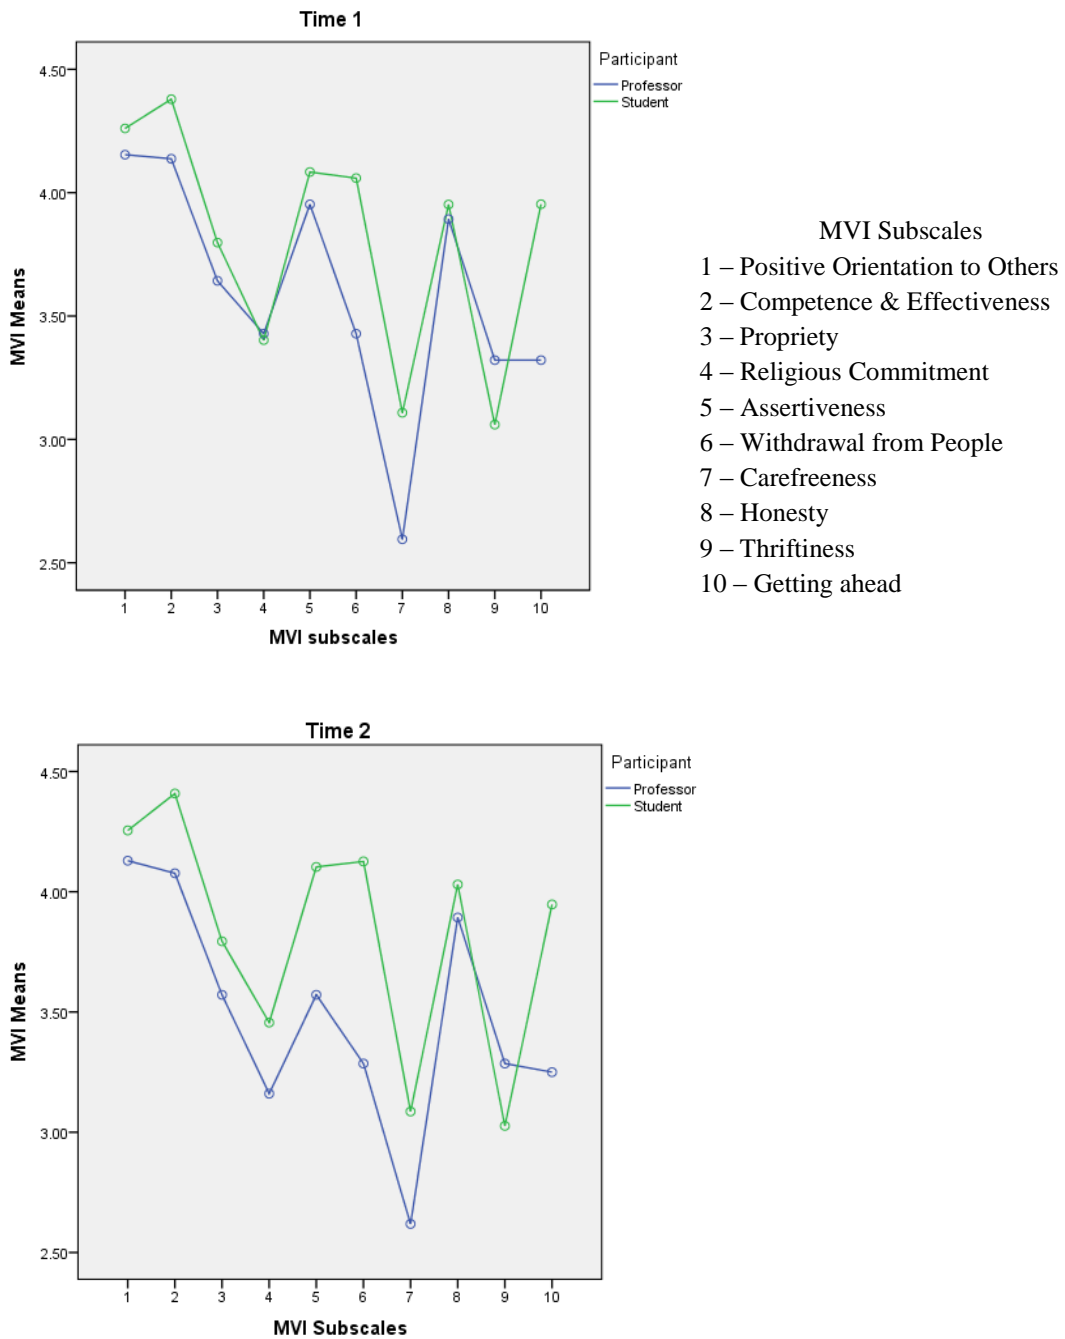 Time 1
Participant
Professor
Student
4.50
4.00
3.50
3.00
2.50
MVI Means
1 2 3 4 5 6 7 8 9 10
MVI subscales
MVI Subscales
1 – Positive Orientation to Others
2 – Competence & Effectiveness
3 – Propriety
4 – Religious Commitment
5 – Assertiveness
6 – Withdrawal from People
7 – Carefreeness
8 – Honesty
9 – Thriftiness
10 – Getting ahead
Time 2
Participant
Professor
Student
4.50
4.00
3.50
3.00
2.50
MVI Means
1 2 3 4 5 6 7 8 9 10
MVI Subscales